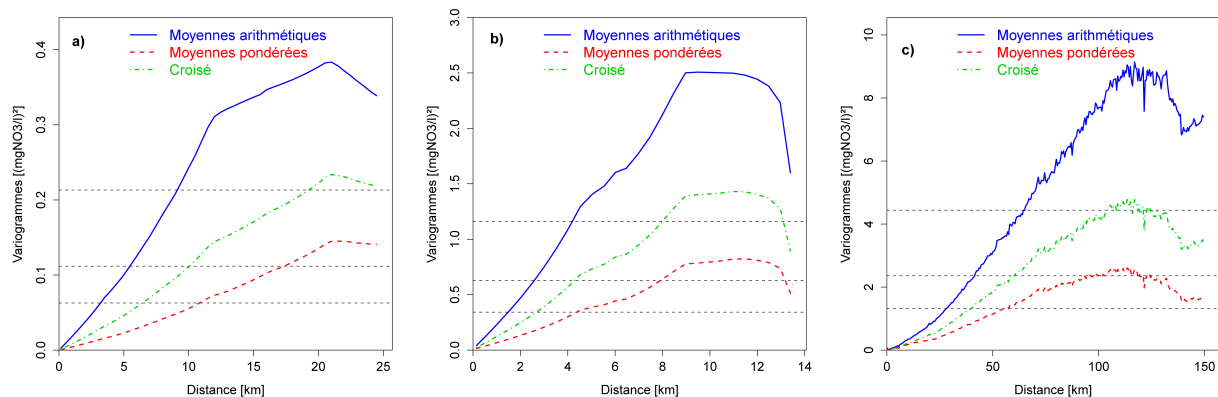 a)
Moyennes arithmétiques
Moyennes pondérées
Croisé
Variogrammes [(mgNO3/l)²]
0.0
0.1
0.2
0.3
0.4
0
5
10
15
20
25
Distance [km]
b)
Moyennes arithmétiques
Moyennes pondérées
Croisé
Variogrammes [(mgNO3/l)²]
0.0
0.5
1.0
1.5
2.0
2.5
3.0
0
2
4
6
8
10
12
14
Distance [km]
c)
Moyennes arithmétiques
Moyennes pondérées
Croisé
Variogrammes [(mgNO3/l)²]
0
2
4
6
8
10
0
50
100
150
Distance [km]